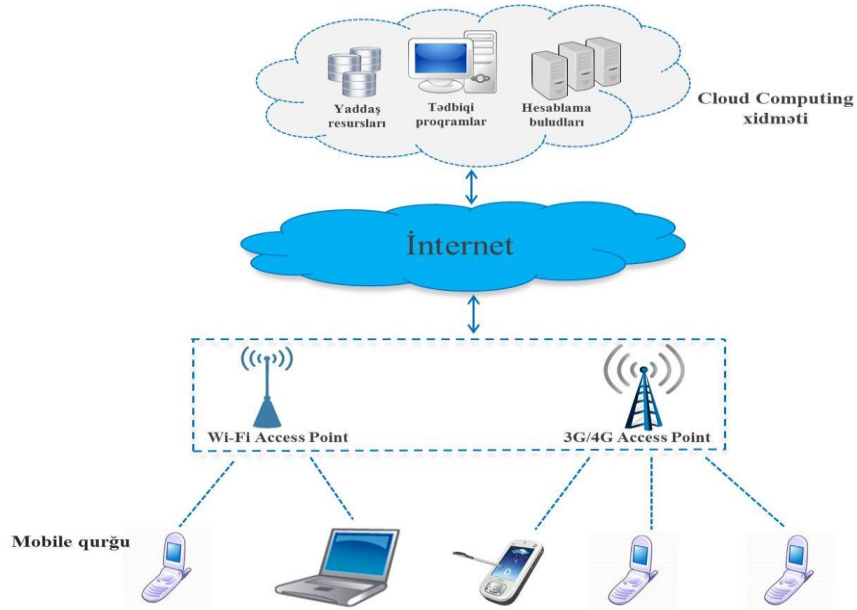 Yaddaş
resursları
Tədbiqi
proqramlar
Hesablama
buludları
Cloud Computing
xidməti
İnternet
Wi-Fi Access Point
3G/4G Access Point
Mobile qurğu